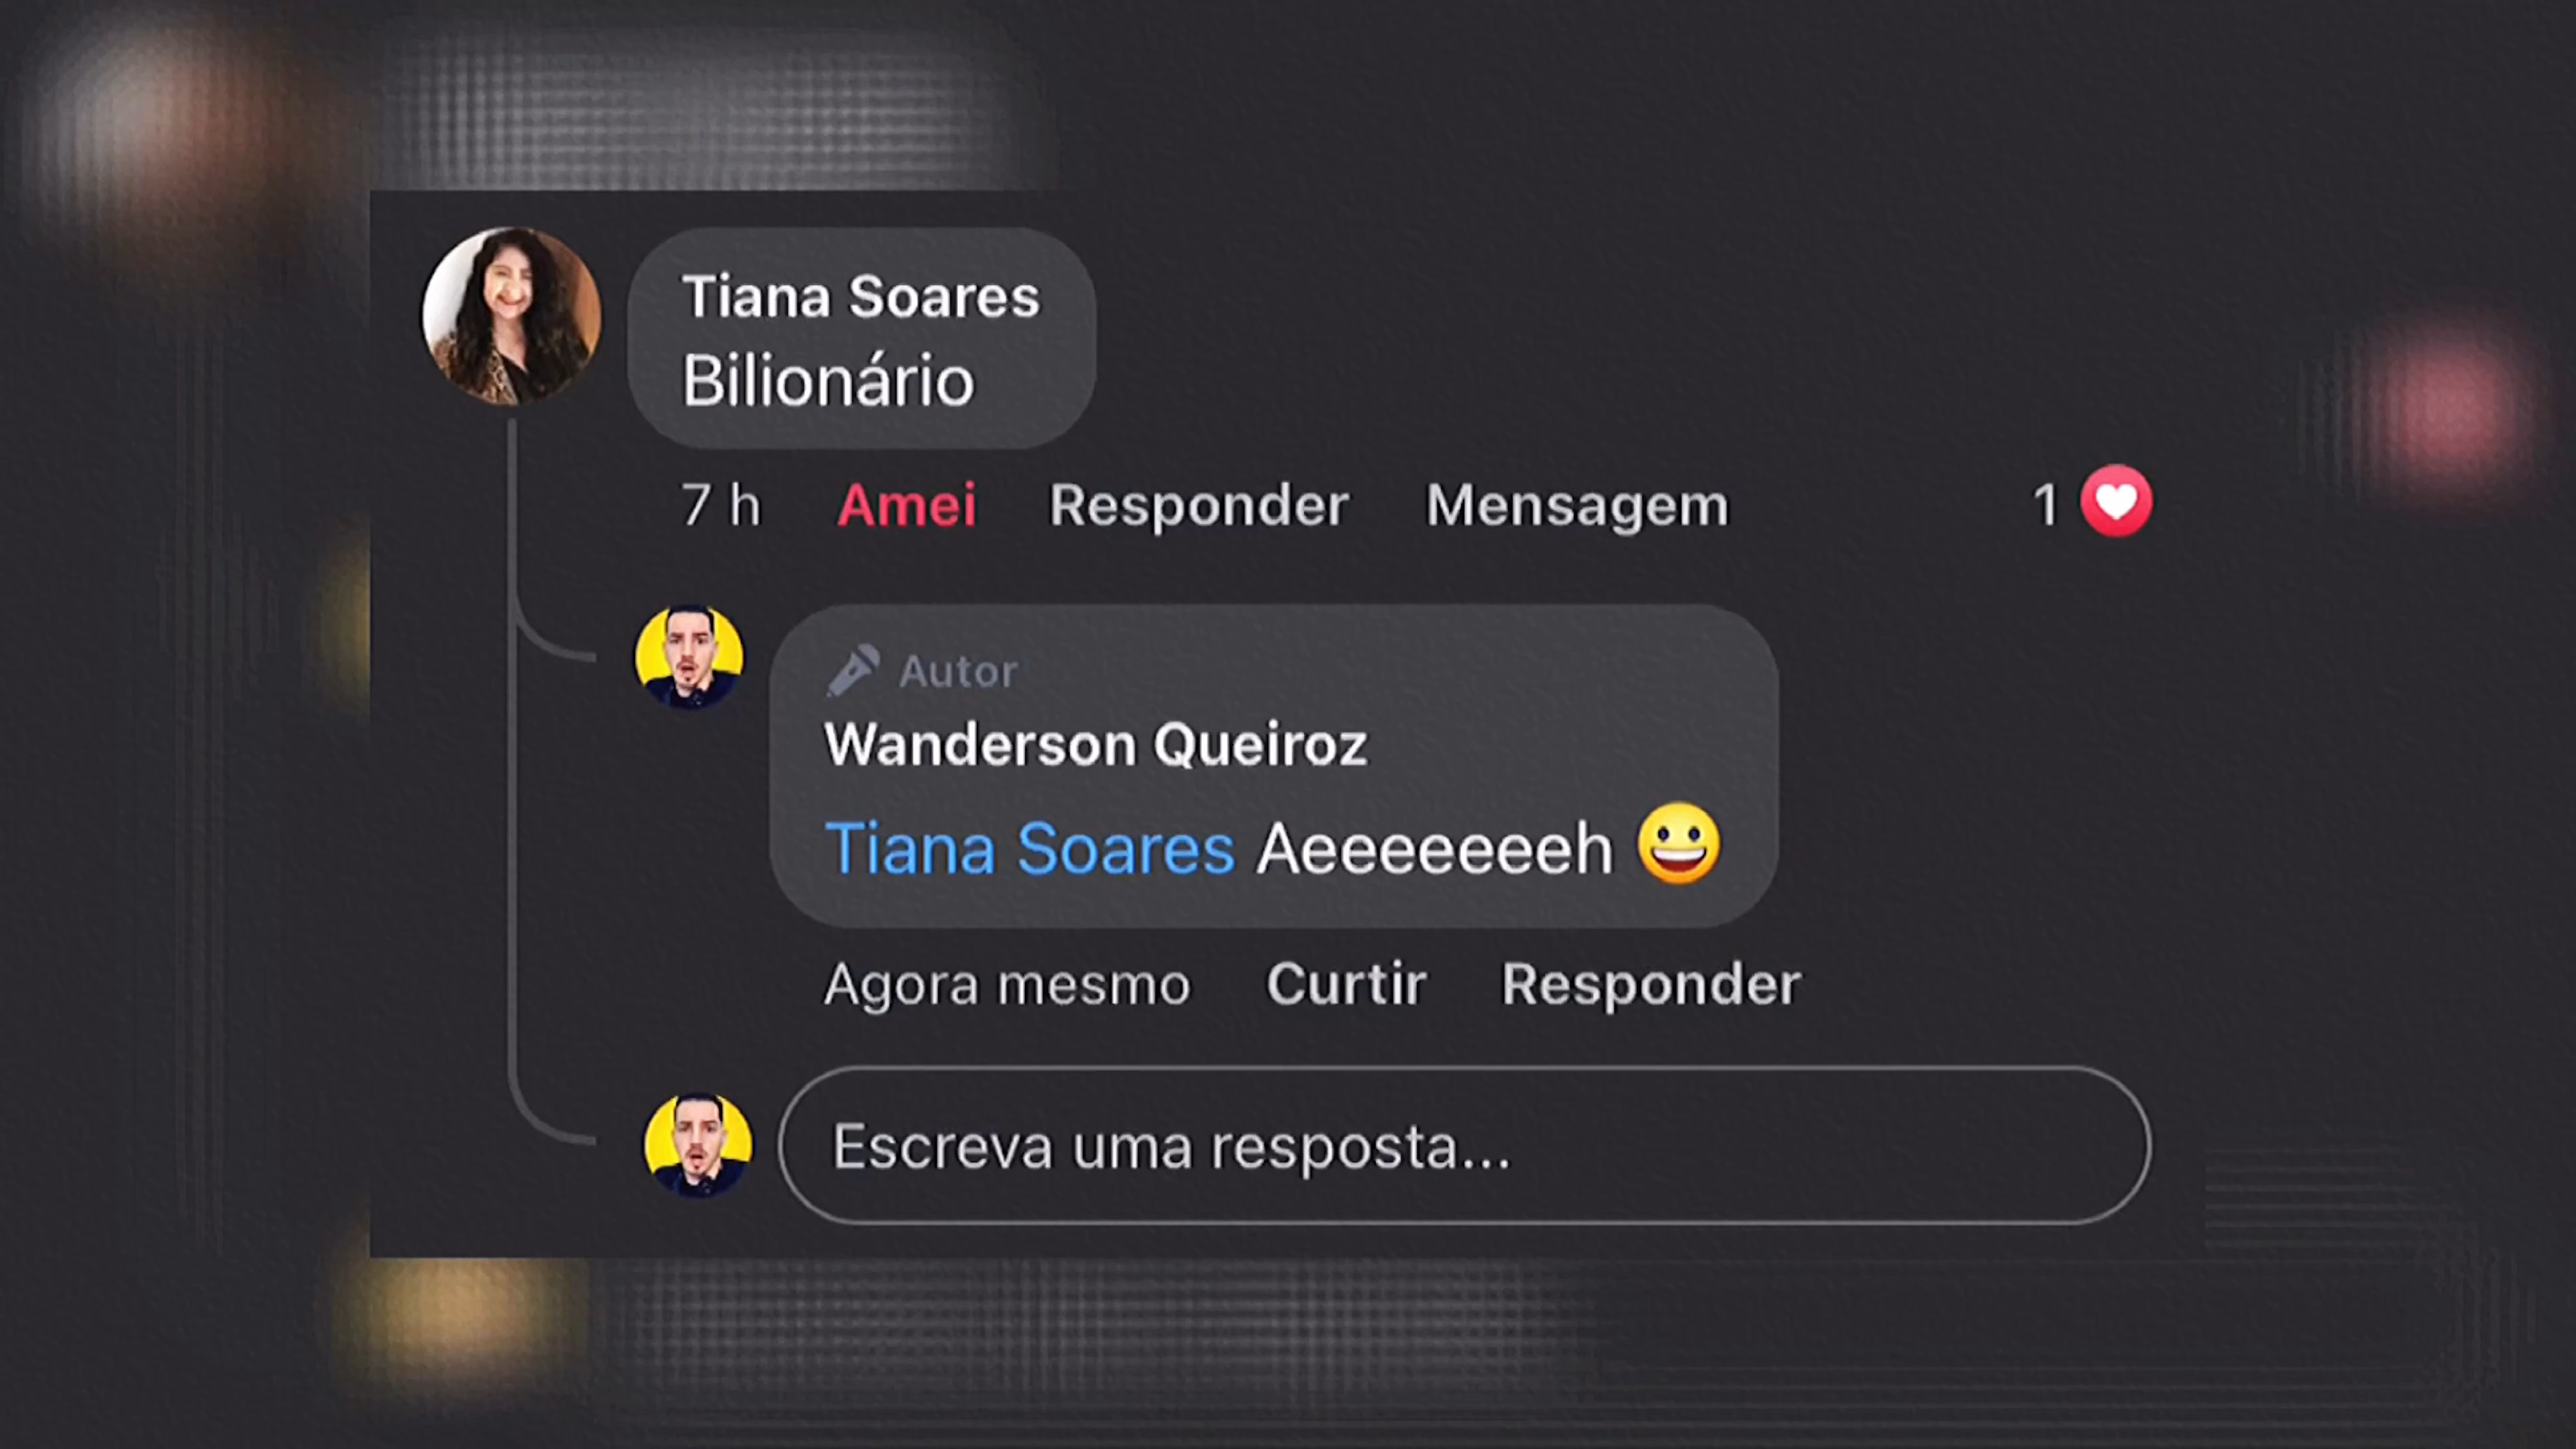 Tiana Soares
Bilionário
7 h Amei Responder Mensagem 1
Autor
Wanderson Queiroz
Tiana Soares Aeeeeeeeh 😀
Agora mesmo Curtir Responder
Escreva uma resposta...